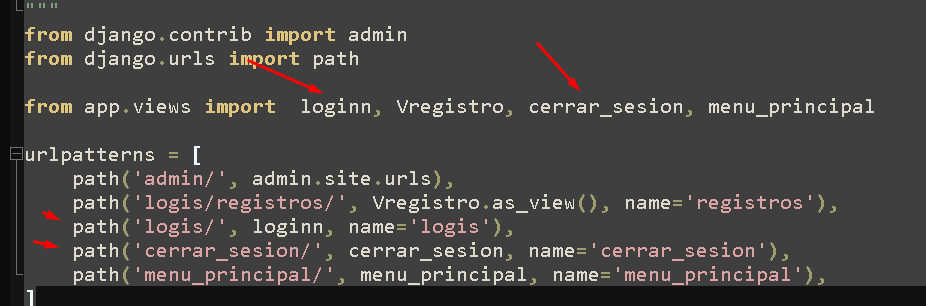 """
from django.contrib import admin
from django.urls import path
from app.views import  loginn, Vregistro, cerrar_sesion, menu_principal
urlpatterns = [
    path('admin/', admin.site.urls),
    path('logis/registros/', Vregistro.as_view(), name='registros'),
    path('logis/', loginn, name='logis'),
    path('cerrar_sesion/', cerrar_sesion, name='cerrar_sesion'),
    path('menu_principal/', menu_principal, name='menu_principal'),
]